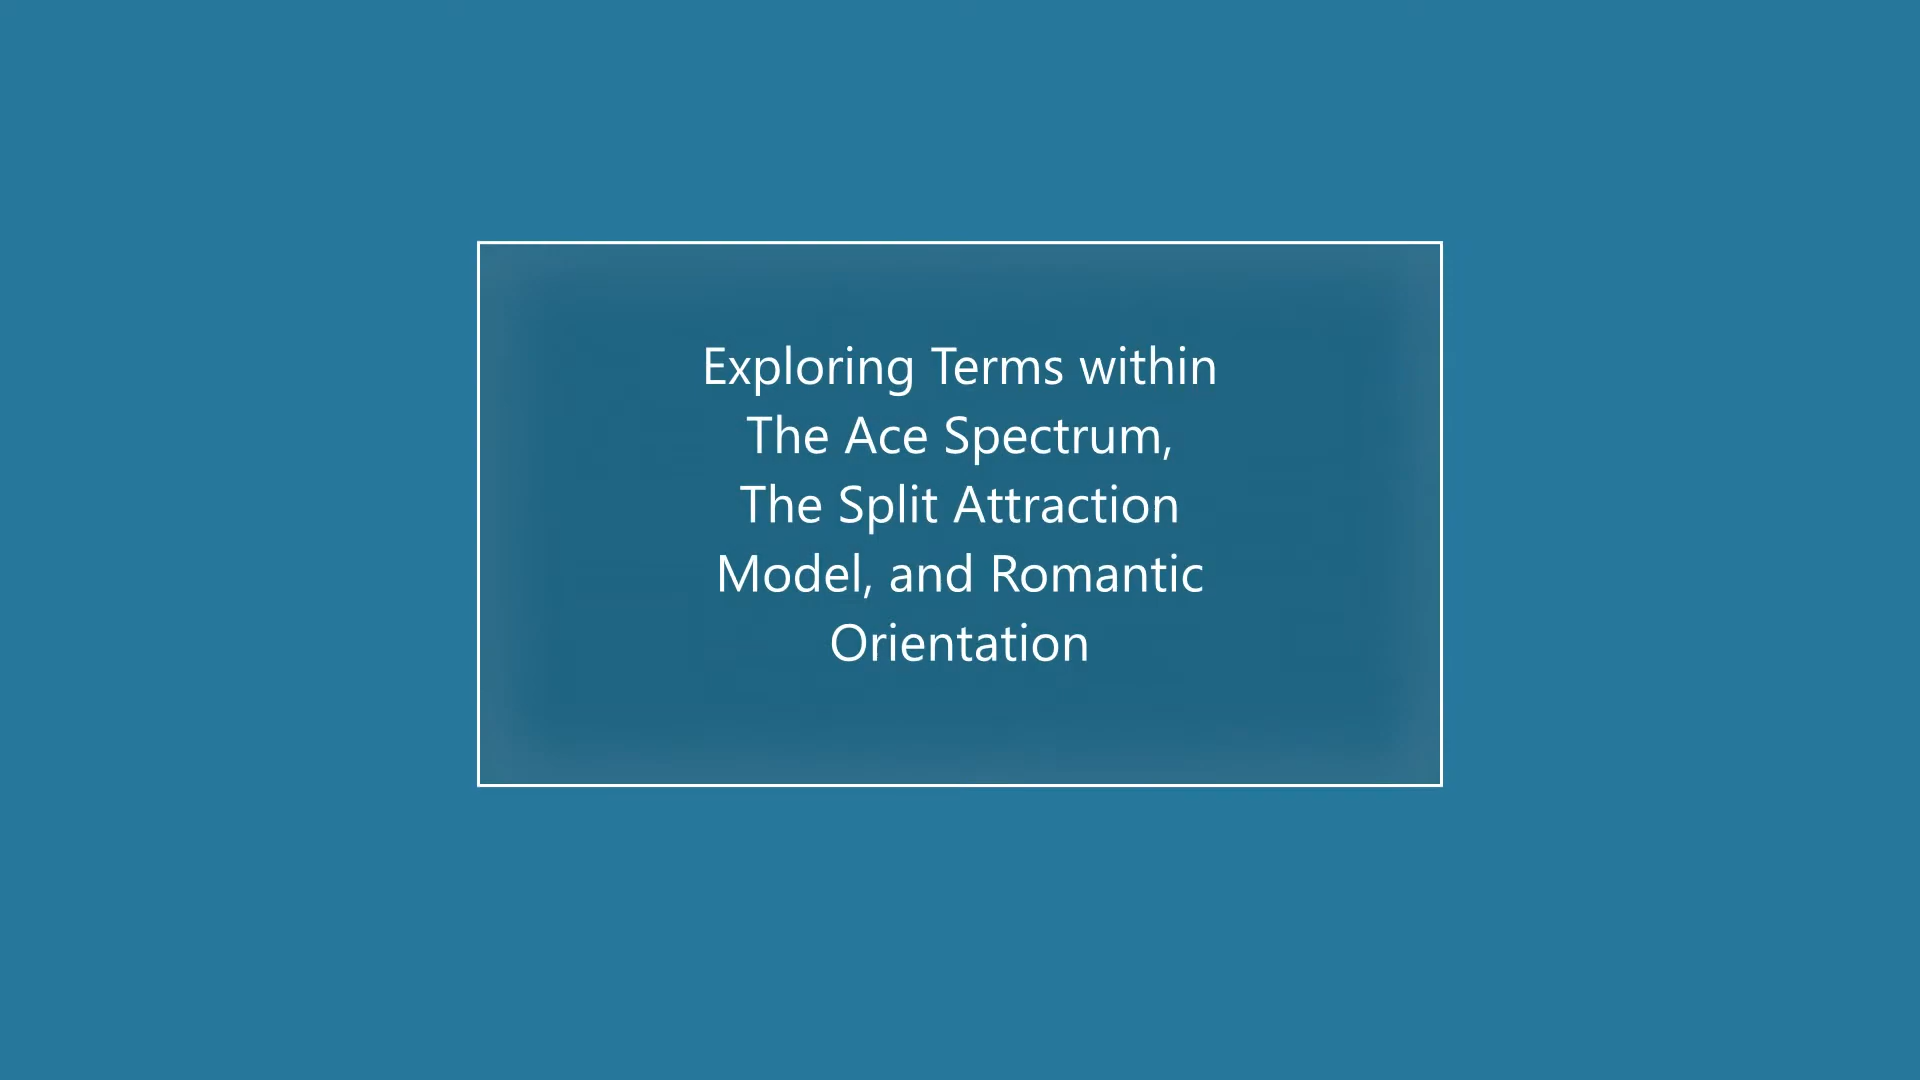 Exploring Terms within
The Ace Spectrum,
The Split Attraction
Model, and Romantic
Orientation